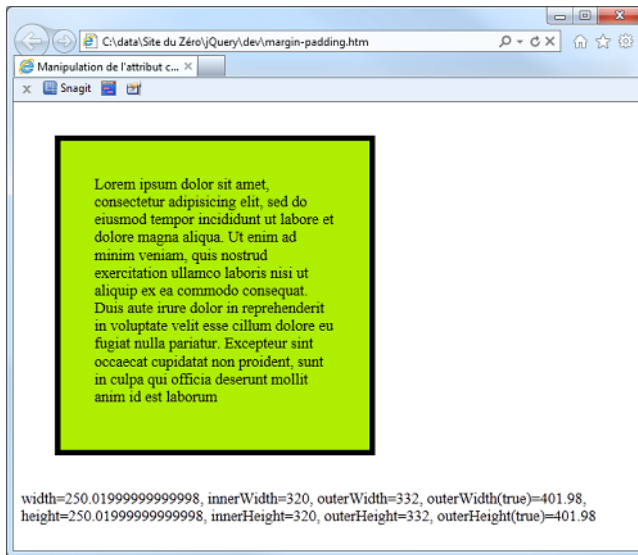 C:\data\Site du Zéro\jQuery\dev\margin-padding.htm
Manipulation de l'attribut c...
Snagit
Lorem ipsum dolor sit amet,
consectetur adipisicing elit, sed do
eiusmod tempor incididunt ut labore et
dolore magna aliqua. Ut enim ad
minim veniam, quis nostrud
exercitation ullamco laboris nisi ut
aliquip ex ea commodo consequat.
Duis aute irure dolor in reprehenderit
in voluptate velit esse cillum dolore eu
fugiat nulla pariatur. Excepteur sint
occaecat cupidatat non proident, sunt
in culpa qui officia deserunt mollit
anim id est laborum
width=250.01999999999998, innerWidth=320, outerWidth=332, outerWidth(true)=401.98,
height=250.01999999999998, innerHeight=320, outerHeight=332, outerHeight(true)=401.98